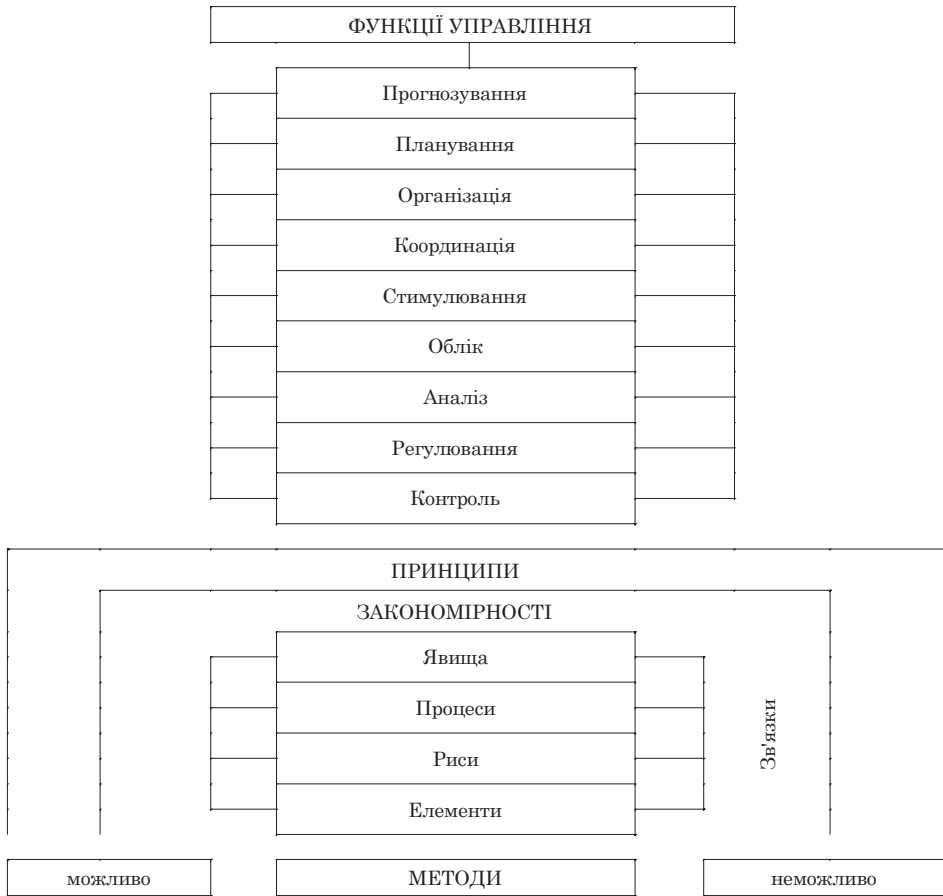 ФУНКЦІЇ УПРАВЛІННЯ
Прогнозування
Планування
Організація
Координація
Стимулювання
Облік
Аналіз
Регулювання
Контроль
ПРИНЦИПИ
ЗАКОНОМІРНОСТІ
Явища
Процеси
Риси
Елементи
Зв'язки
можливо
МЕТОДИ
неможливо